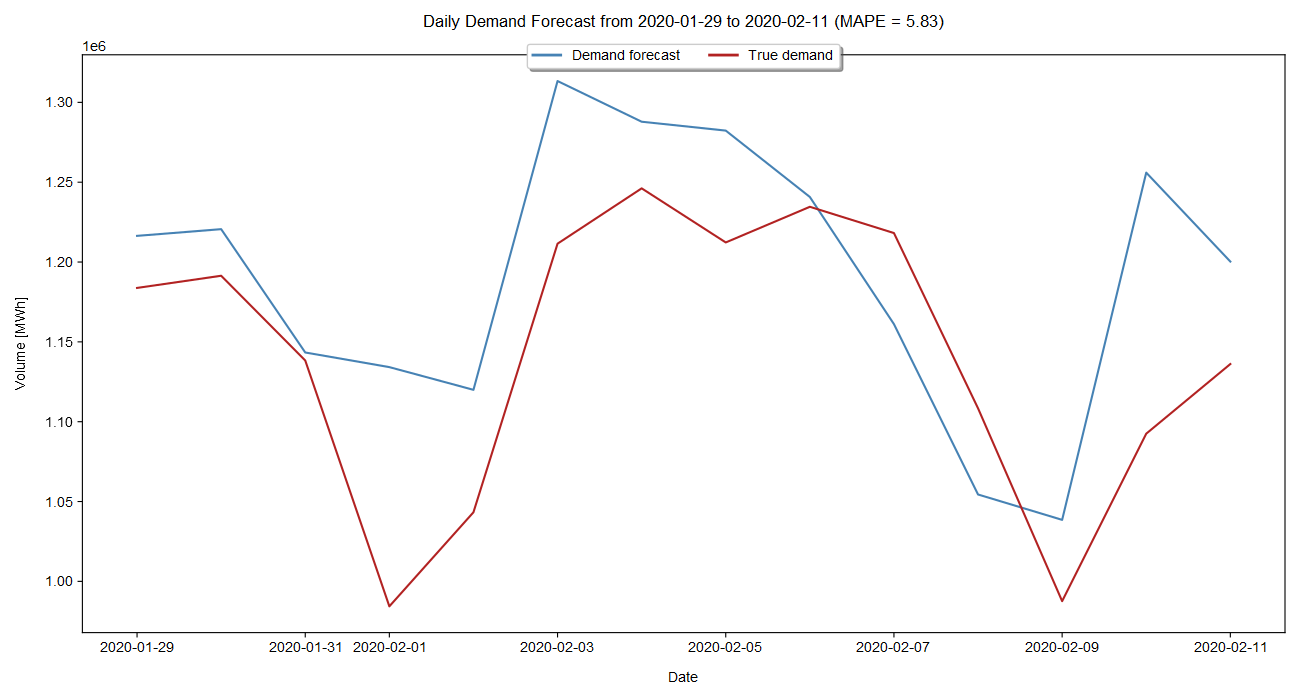 Daily Demand Forecast from 2020-01-29 to 2020-02-11 (MAPE = 5.83)
1e6
Demand forecast True demand
1.30
1.25
1.20
1.15
1.10
1.05
1.00
Volume [MWh]
2020-01-29 2020-01-31 2020-02-01 2020-02-03 2020-02-05 2020-02-07 2020-02-09 2020-02-11
Date